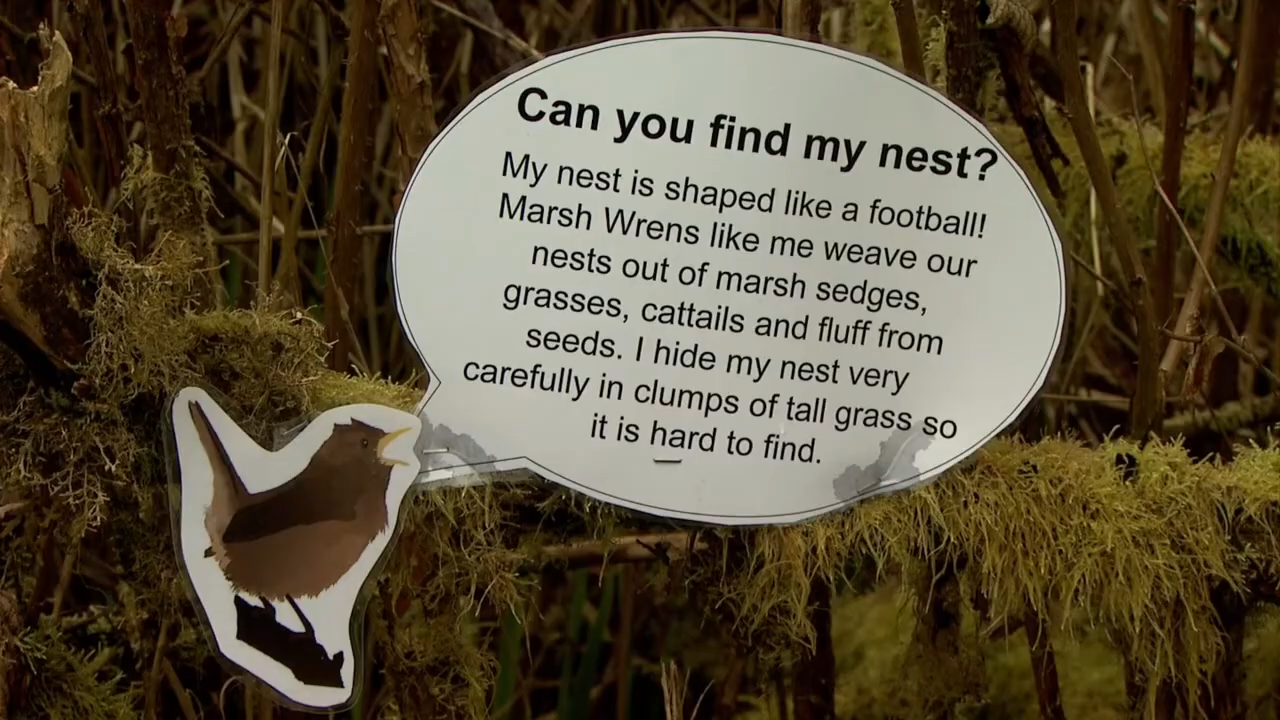 Can you find my nest?
My nest is shaped like a football!
Marsh Wrens like me weave our
nests out of marsh sedges,
grasses, cattails and fluff from
seeds. I hide my nest very
carefully in clumps of tall grass so
it is hard to find.